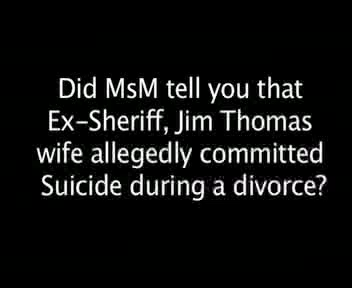 Did MsM tell you that
Ex-Sheriff, Jim Thomas
wife allegedly committed
Suicide during a divorce?